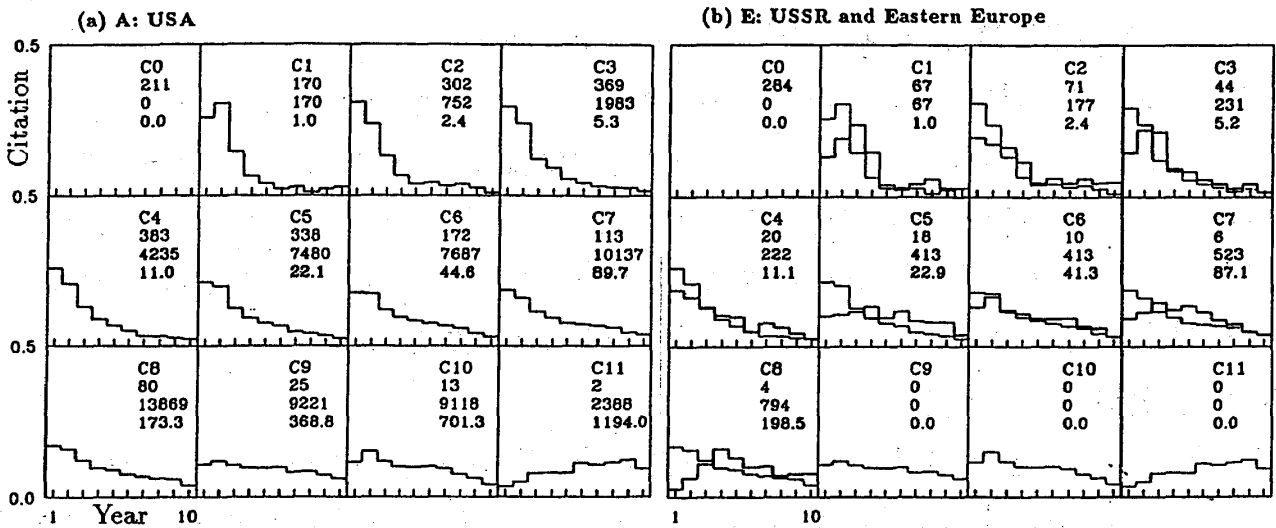 (a) A: USA
(b) E: USSR and Eastern Europe
0.5
Citation
C0
211
0
0.0
C1
170
170
1.0
C2
302
752
2.4
C3
369
1983
5.3
C0
284
0
0.0
C1
67
67
1.0
C2
71
177
2.4
C3
44
231
5.2
0.5
C4
383
4235
11.0
C5
338
7480
22.1
C6
172
7687
44.6
C7
113
10137
89.7
C4
20
222
11.1
C5
18
413
22.9
C6
10
413
41.3
C7
6
523
87.1
0.5
C8
80
13869
173.3
C9
25
9221
368.8
C10
13
9118
701.3
C11
2
2388
1194.0
C8
4
794
198.5
C9
0
0
0.0
C10
0
0
0.0
C11
0
0
0.0
0.0
1 Year 10
1 10